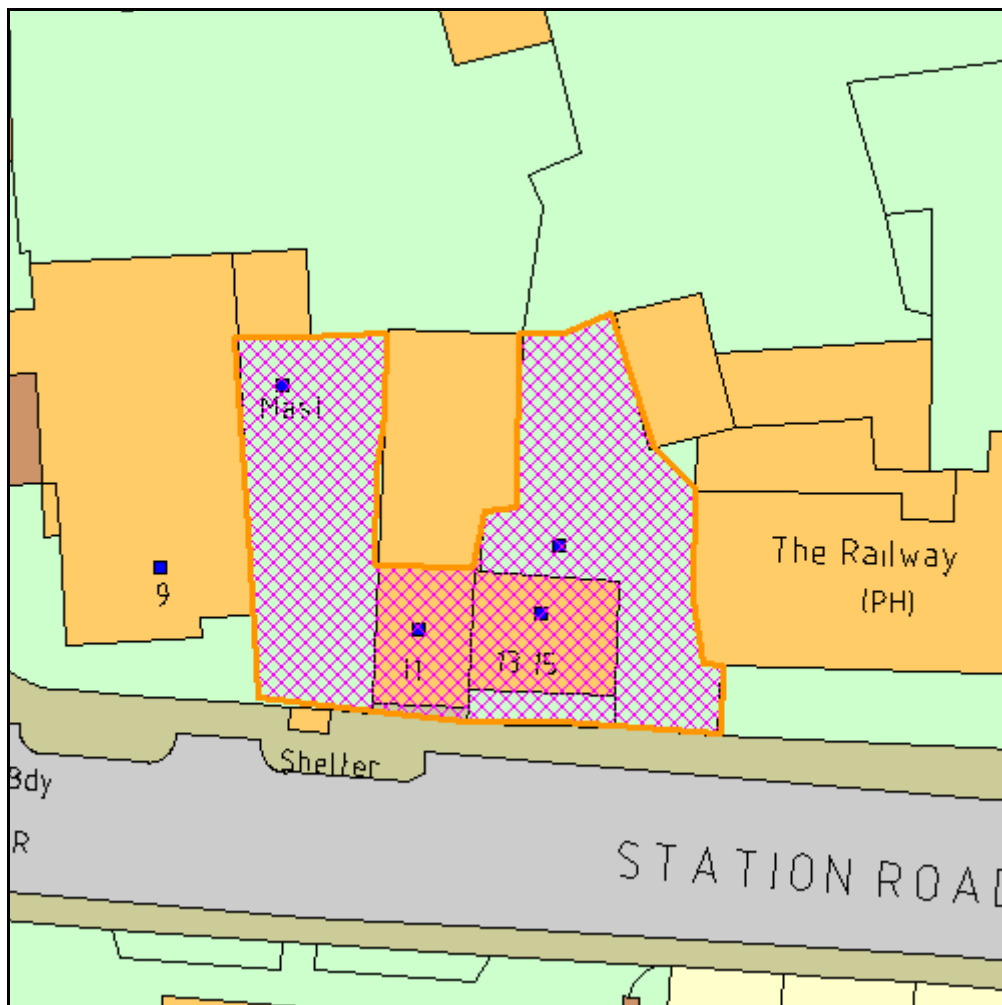 Mast
The Railway
(PH)
9
11
13 15
Shelter
Bdy
R
STATION ROAD